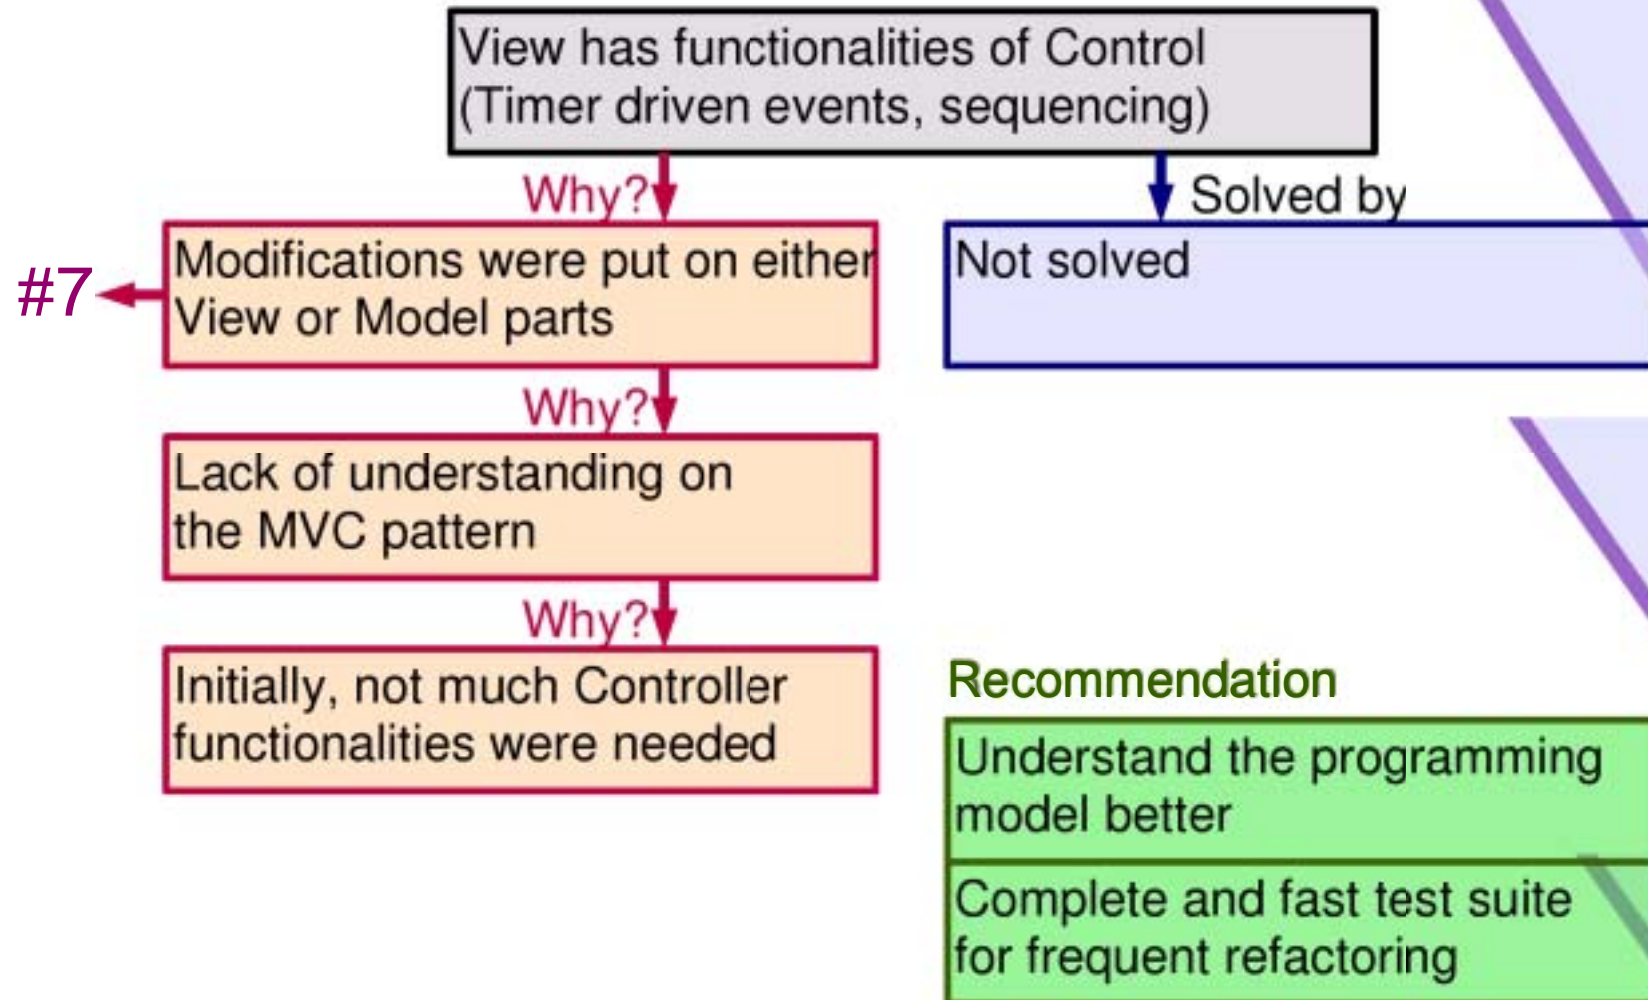 View has functionalities of Control
(Timer driven events, sequencing)
Why?
Solved by
#7
Modifications were put on either
View or Model parts
Not solved
Why?
Lack of understanding on
the MVC pattern
Why?
Initially, not much Controller
functionalities were needed
Recommendation
Understand the programming
model better
Complete and fast test suite
for frequent refactoring